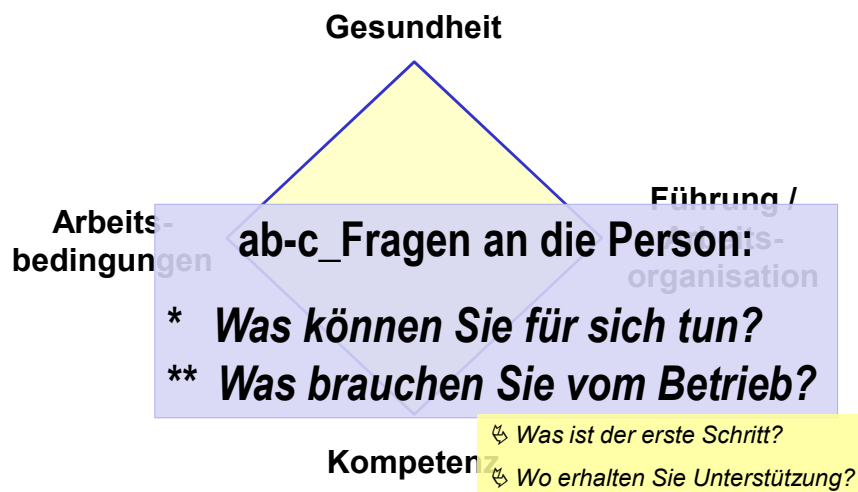 Gesundheit
Arbeits-
bedingungen
Führung /
Arbeits-
organisation
ab-c_Fragen an die Person:
* Was können Sie für sich tun?
** Was brauchen Sie vom Betrieb?
Kompetenz
Was ist der erste Schritt?
Wo erhalten Sie Unterstützung?